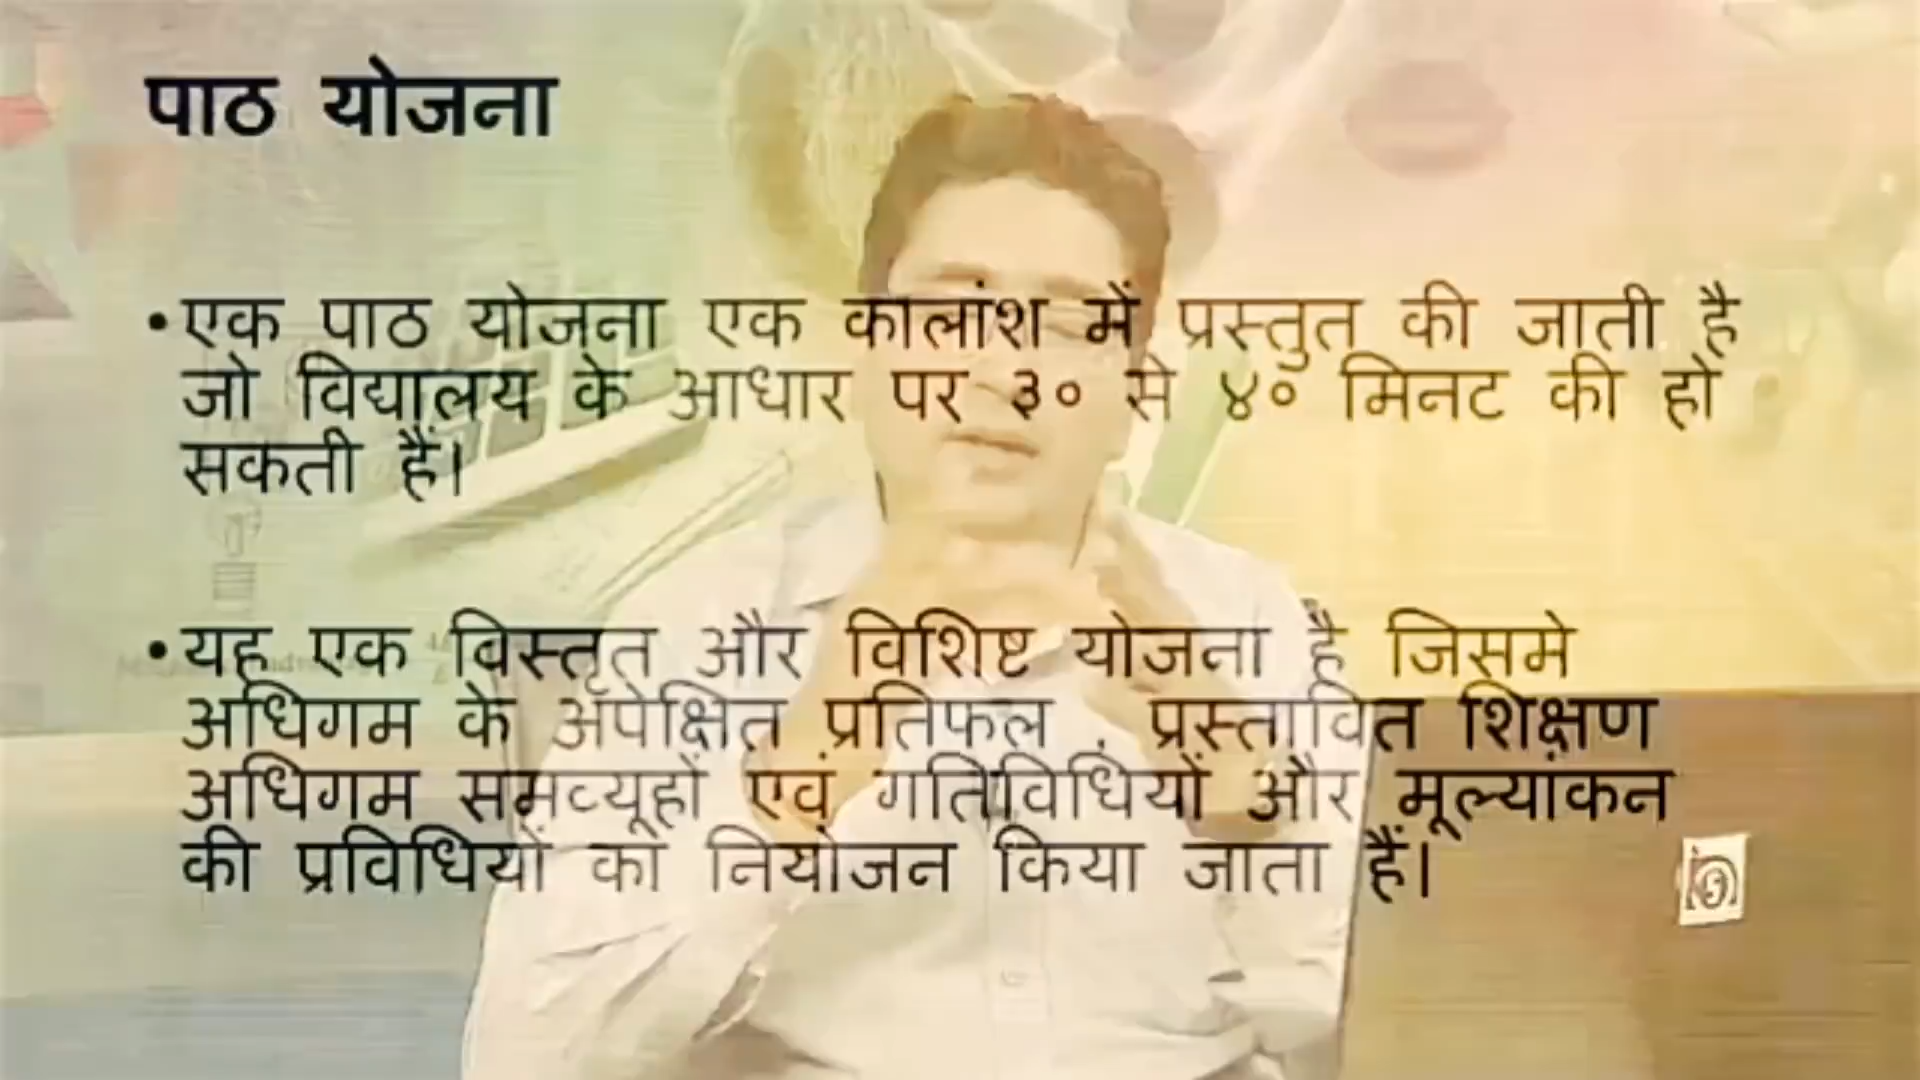 पाठ योजना
•एक पाठ योजना एक कालांश में प्रस्तुत की जाती है
जो विद्यालय के आधार पर ३० से ४० मिनट की हो
सकती हैं।
•यह एक विस्तृत और विशिष्ट योजना है जिसमे
अधिगम के अपेक्षित प्रतिफल , प्रस्तावित शिक्षण
अधिगम समव्यूहों एवं गतिविधियों और मूल्यांकन
की प्रविधियों का नियोजन किया जाता हैं।